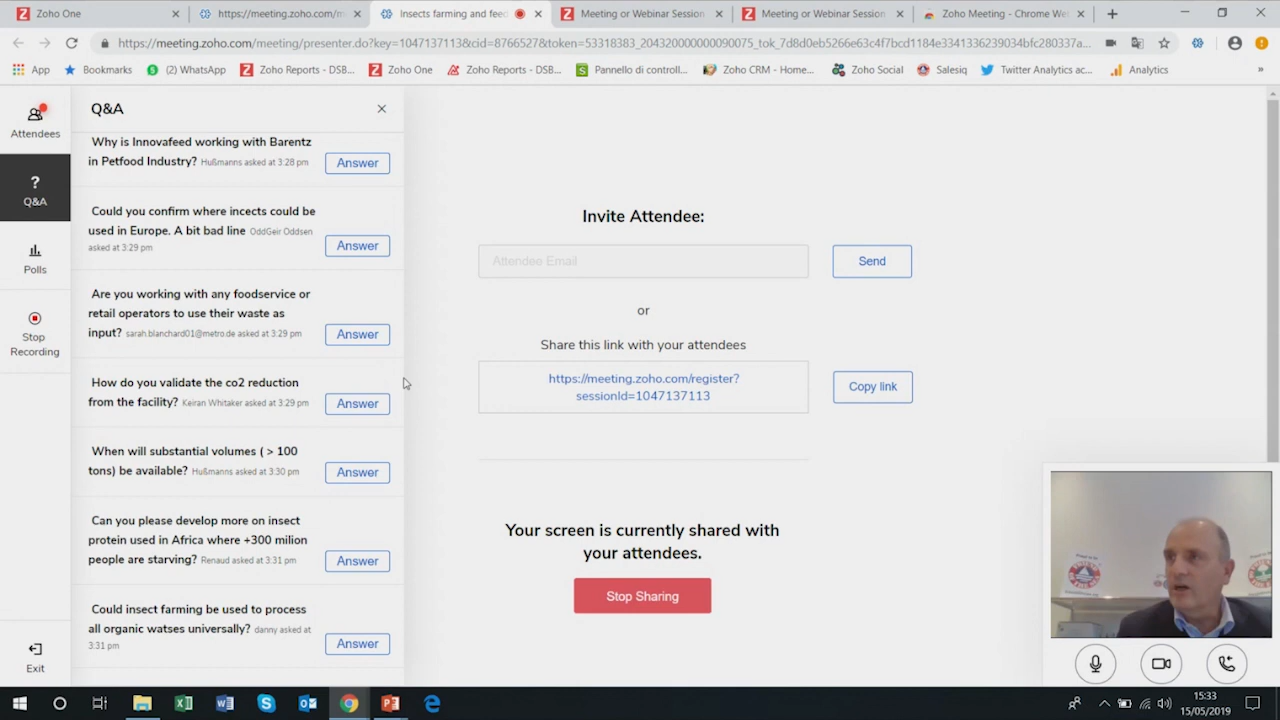 Zoho One
https://meeting.zoho.com/m
Insects farming and feed
Meeting or Webinar Session
Meeting or Webinar Session
Zoho Meeting - Chrome We
https://meeting.zoho.com/meeting/presenter.do?key=1047137113&cid=8766527&token=53318383_204320000000090075_tok_7d8d0eb5266e63c4f7bcd1184e3341336239034bfc280337a...
App
Bookmarks
(2) WhatsApp
Zoho Reports - DSB...
Zoho One
Zoho Reports - DSB...
Pannello di controll...
Zoho CRM - Home...
Zoho Social
Salesiq
Twitter Analytics ac...
Analytics
Attendees
Q&A
Polls
Stop
Recording
Exit
Q&A
Why is Innovafeed working with Barentz
in Petfood Industry? Hußmanns asked at 3:28 pm
Answer
Could you confirm where incects could be
used in Europe. A bit bad line OddGeir Oddsen
asked at 3:29 pm
Answer
Are you working with any foodservice or
retail operators to use their waste as
input? sarah.blanchard01@metro.de asked at 3:29 pm
Answer
How do you validate the co2 reduction
from the facility? Keiran Whitaker asked at 3:29 pm
Answer
When will substantial volumes ( > 100
tons) be available? Hußmanns asked at 3:30 pm
Answer
Can you please develop more on insect
protein used in Africa where +300 milion
people are starving? Renaud asked at 3:31 pm
Answer
Could insect farming be used to process
all organic watses universally? danny asked at
3:31 pm
Answer
Invite Attendee:
Attendee Email
Send
or
Share this link with your attendees
https://meeting.zoho.com/register?
sessionId=1047137113
Copy link
Your screen is currently shared with
your attendees.
Stop Sharing
15:33
15/05/2019